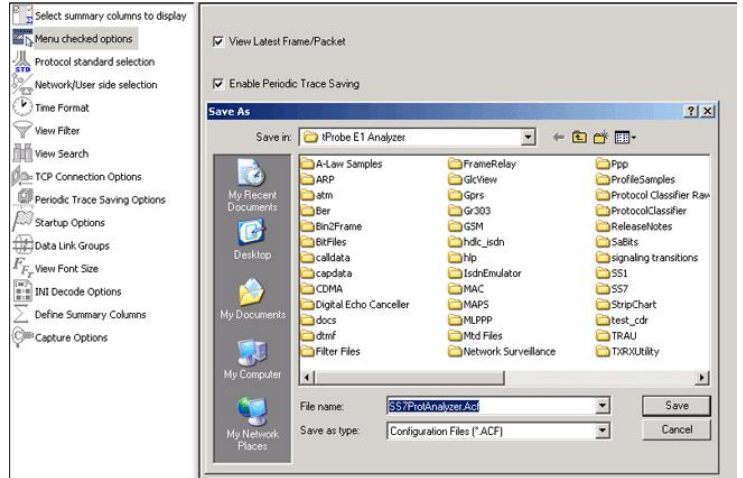 Select summary columns to display
Menu checked options
STD
Protocol standard selection
Network/User side selection
Time Format
View Filter
View Search
TCP Connection Options
Periodic Trace Saving Options
Startup Options
Data Link Groups
View Font Size
INI Decode Options
Define Summary Columns
Capture Options
View Latest Frame/Packet
Enable Periodic Trace Saving
Save As
Save in: tProbe E1 Analyzer
My Recent Documents
Desktop
My Documents
My Computer
My Network Places
A-Law Samples
ARP
atm
Ber
Bin2Frame
BitFiles
calldata
capdata
CDMA
Digital Echo Canceller
docs
dtmf
Filter Files
FrameRelay
GlcView
Gprs
Gr303
GSM
hdlc_isdn
hlp
IsdnEmulator
MAC
MAPS
MLPPP
Mtd Files
Network Surveillance
Ppp
ProfileSamples
Protocol Classifier Raw
ProtocolClassifier
ReleaseNotes
SaBits
signaling transitions
SS1
SS7
StripChart
test_cdr
TRAU
TXRXUtility
File name: SS7ProtAnalyzer.Acf
Save
Save as type: Configuration Files (*.ACF)
Cancel